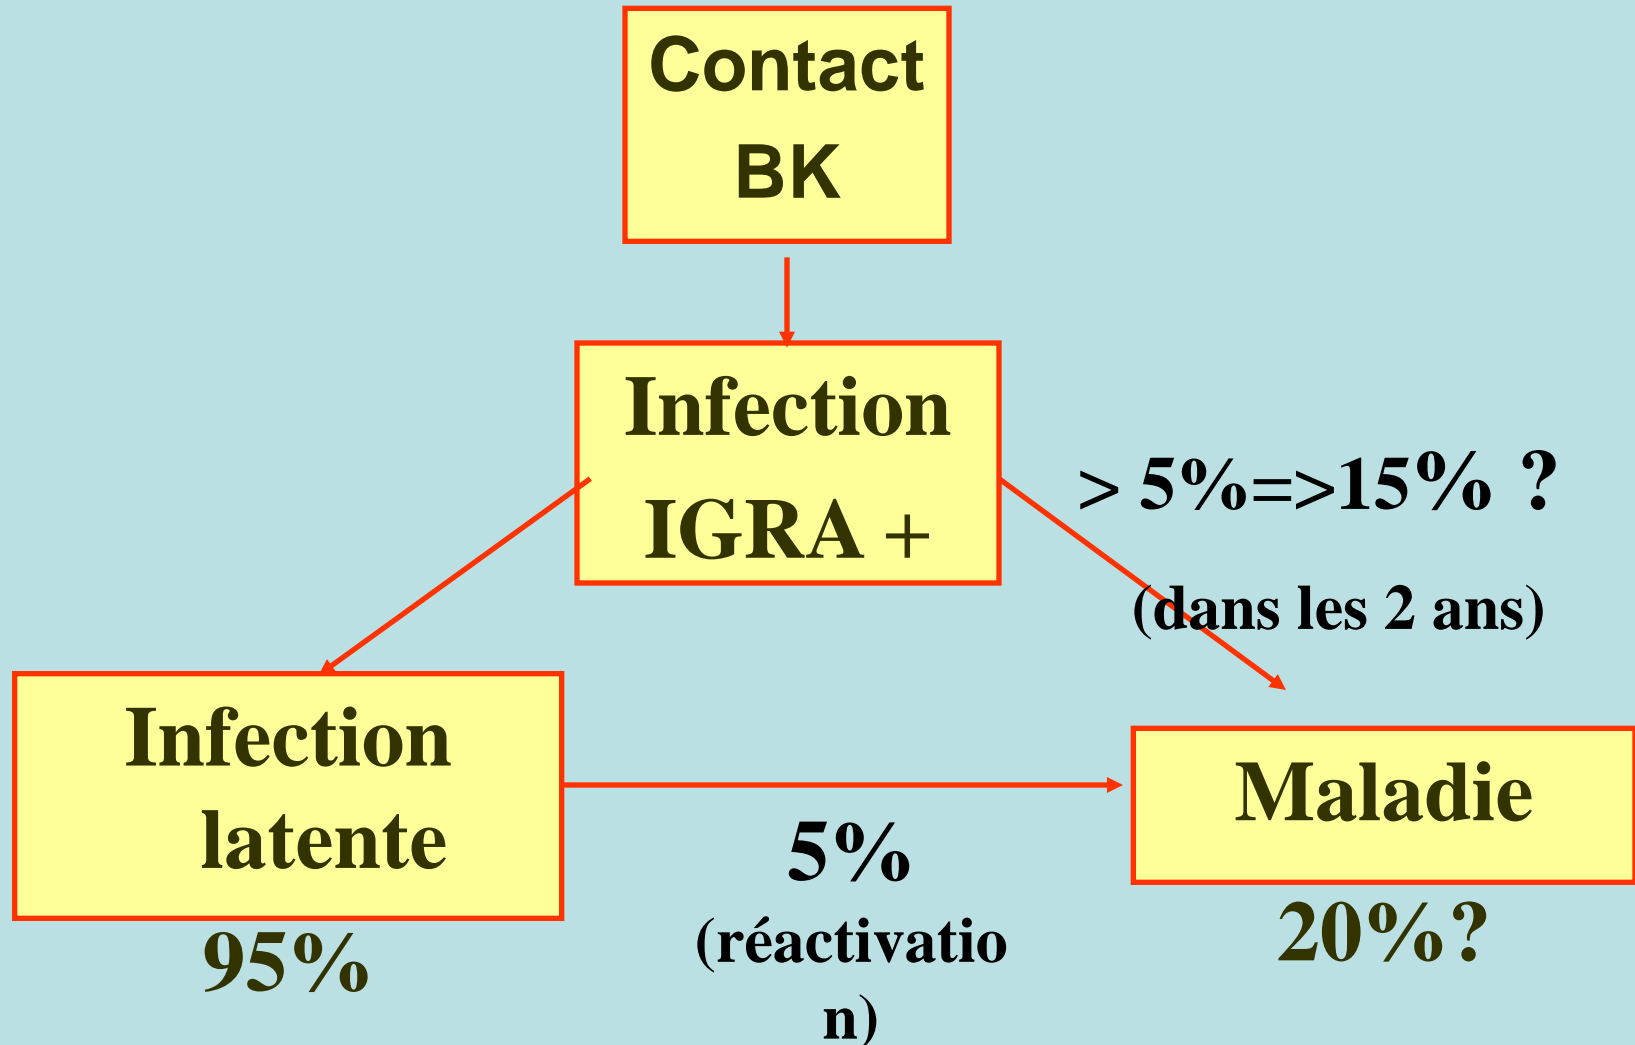 Contact
BK
Infection
IGRA +
> 5%=>15% ?
(dans les 2 ans)
Infection
latente
95%
5%
(réactivatio
n)
Maladie
20%?